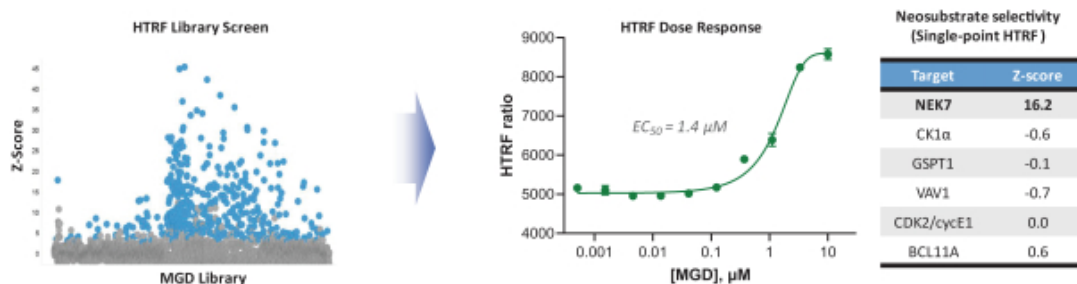 HTRF Library Screen
Z-Score
45
40
35
30
25
20
15
10
5
0
MGD Library
HTRF Dose Response
HTRF ratio
9000
8000
7000
6000
5000
4000
EC50 = 1.4 µM
0.001 0.01 0.1 1 10
[MGD], µM
Neosubstrate selectivity
(Single-point HTRF)
Target Z-score
NEK7 16.2
CK1α -0.6
GSPT1 -0.1
VAV1 -0.7
CDK2/cycE1 0.0
BCL11A 0.6